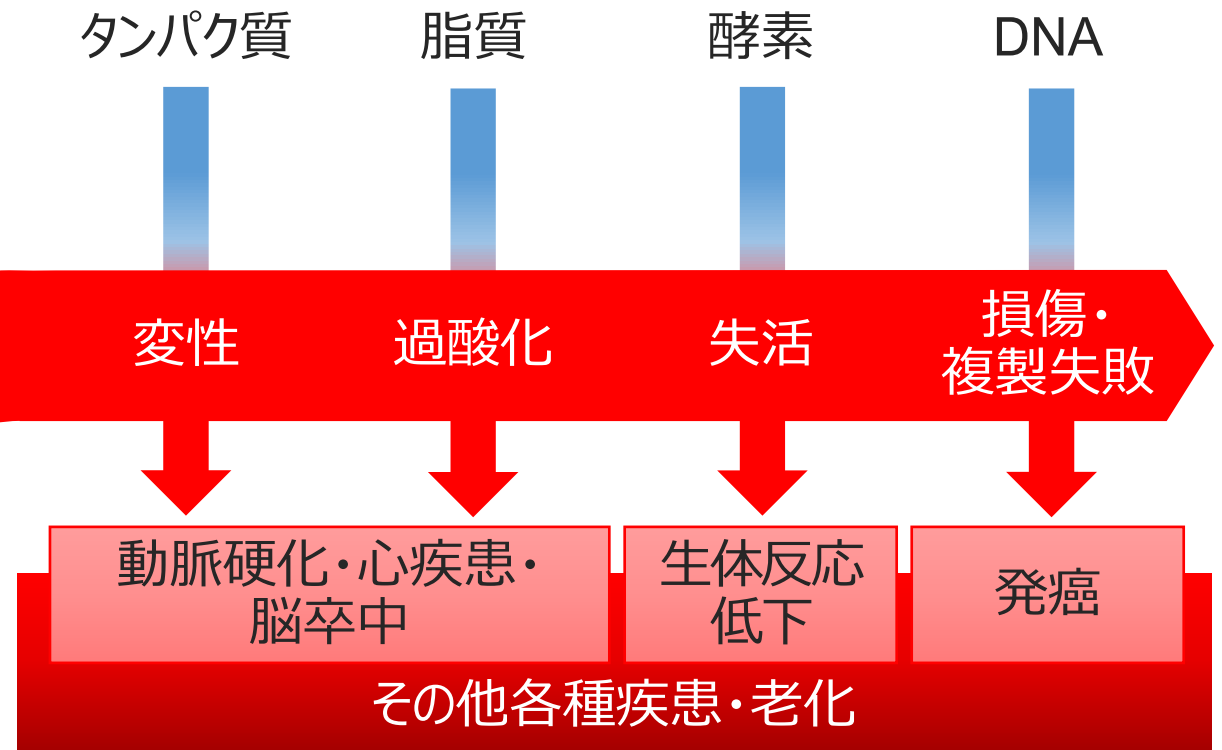 タンパク質
脂質
酵素
DNA
変性
過酸化
失活
損傷・
複製失敗
動脈硬化・心疾患・
脳卒中
生体反応
低下
発癌
その他各種疾患・老化